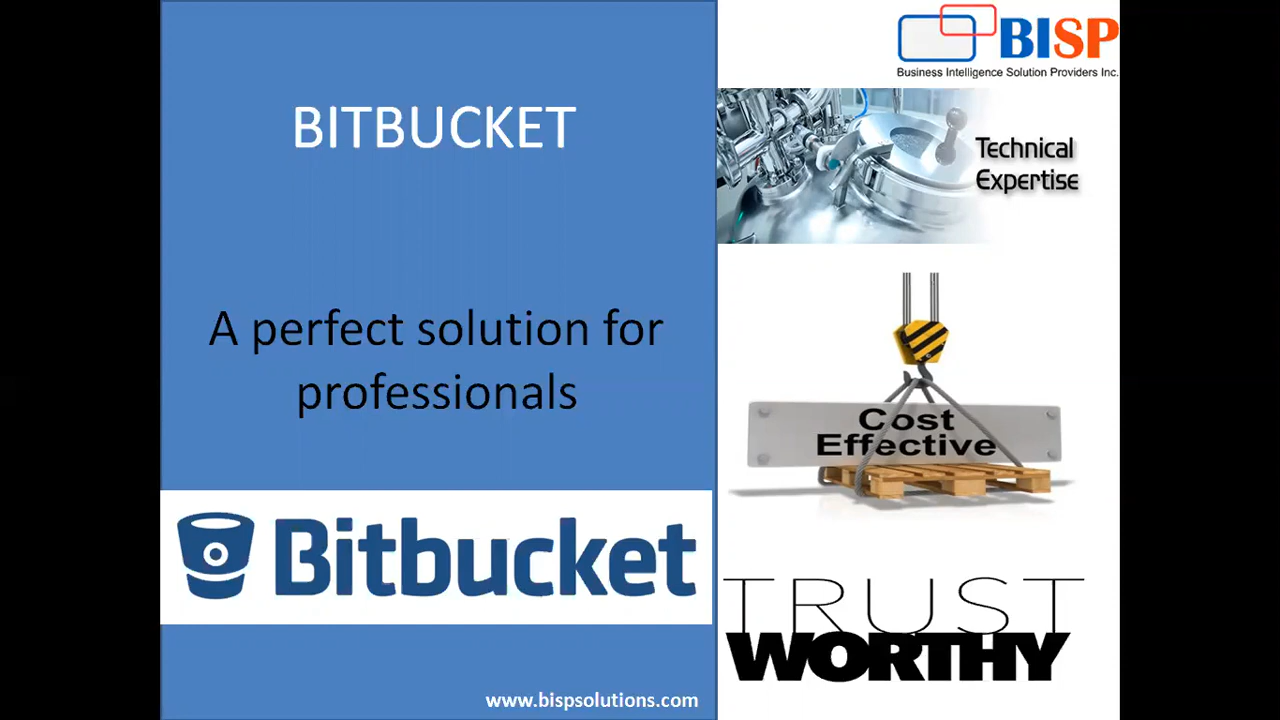 BITBUCKET
A perfect solution for
professionals
Bitbucket
www.bispsolutions.com
BISP
Business Intelligence Solution Providers Inc.
Technical
Expertise
Cost
Effective
TRUST
WORTHY